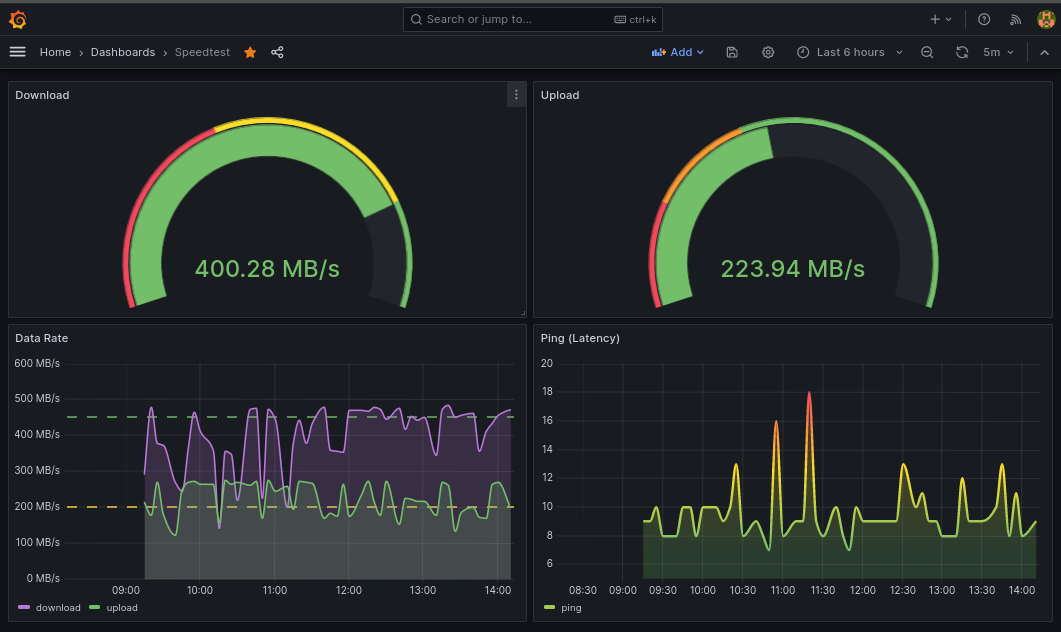 Search or jump to...
ctrl+k
Home › Dashboards › Speedtest
Add
Last 6 hours
5m
Download
400.28 MB/s
Upload
223.94 MB/s
Data Rate
600 MB/s
500 MB/s
400 MB/s
300 MB/s
200 MB/s
100 MB/s
0 MB/s
09:00 10:00 11:00 12:00 13:00 14:00
download upload
Ping (Latency)
20
18
16
14
12
10
8
6
08:30 09:00 09:30 10:00 10:30 11:00 11:30 12:00 12:30 13:00 13:30 14:00
ping